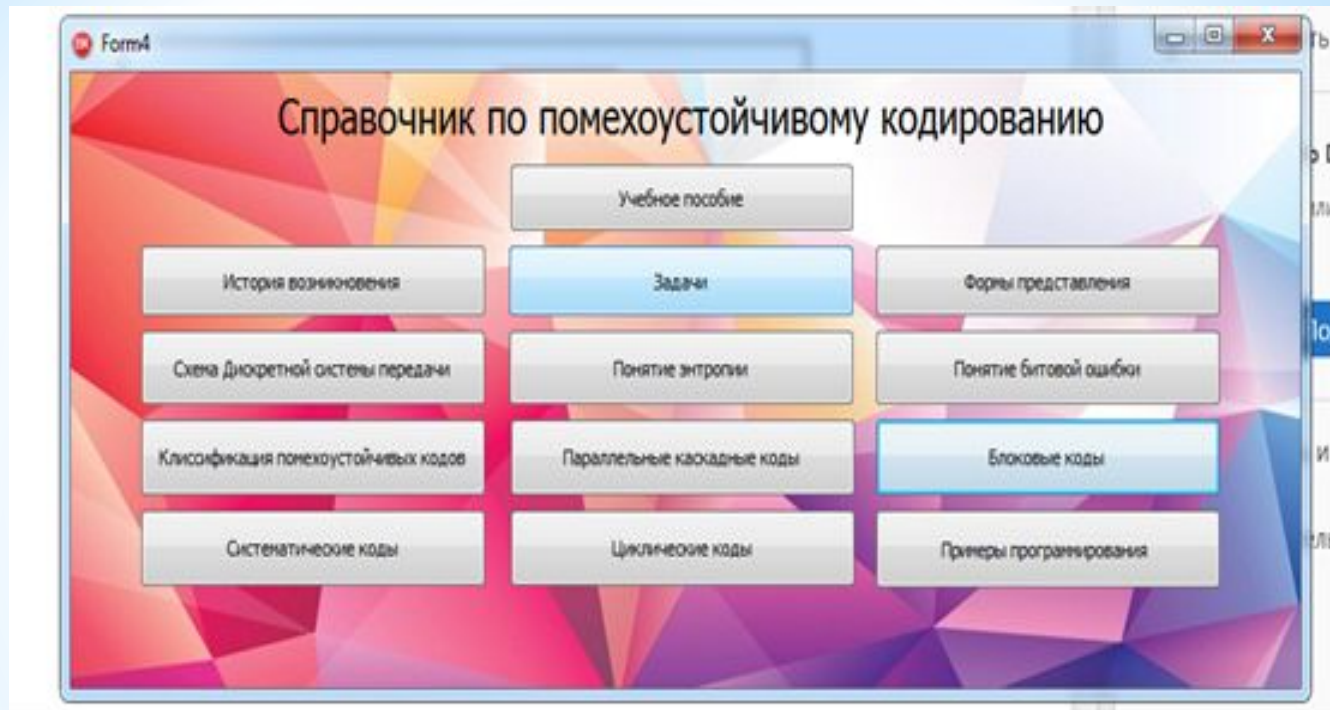 Form4
Справочник по помехоустойчивому кодированию
Учебное пособие
История возникновения
Задачи
Формы представления
Схема Дискретной системы передачи
Понятие энтропии
Понятие битовой ошибки
Клиссификация помехоустойчивых кодов
Параллельные каскадные коды
Блоковые коды
Систематические коды
Циклические коды
Примеры программирования